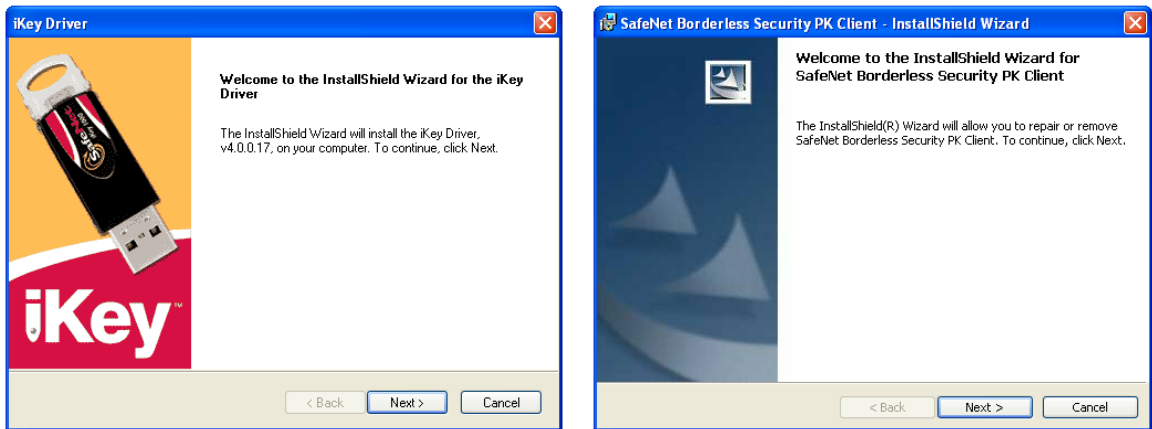 iKey Driver
Welcome to the InstallShield Wizard for the iKey
Driver
The InstallShield Wizard will install the iKey Driver,
v4.0.0.17, on your computer. To continue, click Next.
SafeNet
iKey™
< Back
Next >
Cancel
SafeNet Borderless Security PK Client - InstallShield Wizard
Welcome to the InstallShield Wizard for
SafeNet Borderless Security PK Client
The InstallShield(R) Wizard will allow you to repair or remove
SafeNet Borderless Security PK Client. To continue, click Next.
< Back
Next >
Cancel